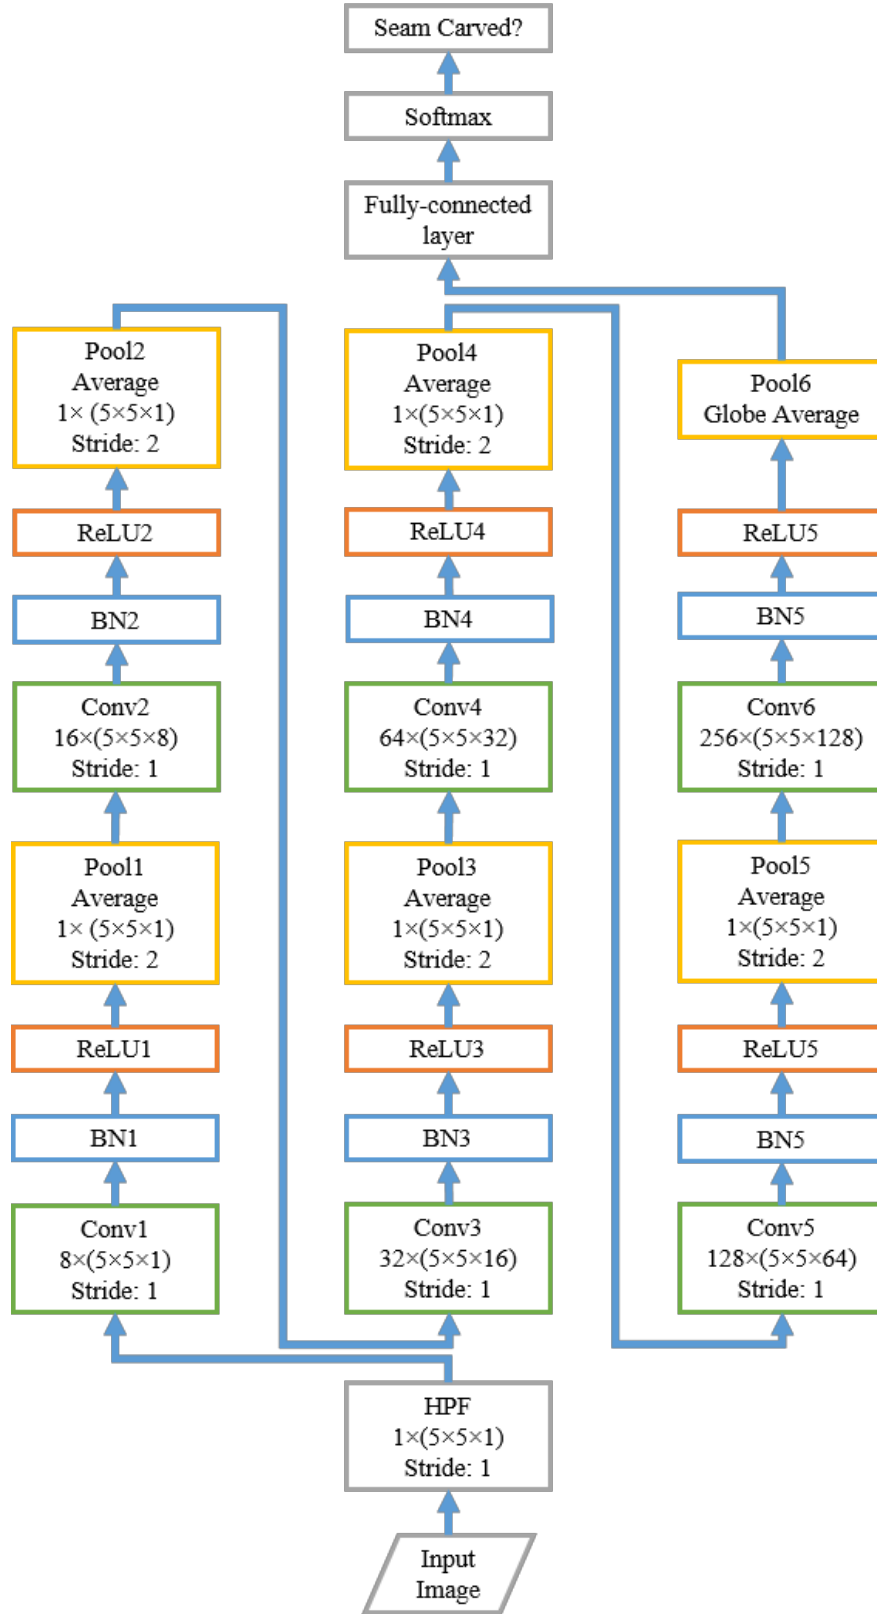 Seam Carved?
Softmax
Fully-connected
layer
Pool2
Average
1× (5×5×1)
Stride: 2
ReLU2
BN2
Conv2
16×(5×5×8)
Stride: 1
Pool1
Average
1× (5×5×1)
Stride: 2
ReLU1
BN1
Conv1
8×(5×5×1)
Stride: 1
Pool4
Average
1×(5×5×1)
Stride: 2
ReLU4
BN4
Conv4
64×(5×5×32)
Stride: 1
Pool3
Average
1×(5×5×1)
Stride: 2
ReLU3
BN3
Conv3
32×(5×5×16)
Stride: 1
Pool6
Globe Average
ReLU5
BN5
Conv6
256×(5×5×128)
Stride: 1
Pool5
Average
1×(5×5×1)
Stride: 2
ReLU5
BN5
Conv5
128×(5×5×64)
Stride: 1
HPF
1×(5×5×1)
Stride: 1
Input
Image